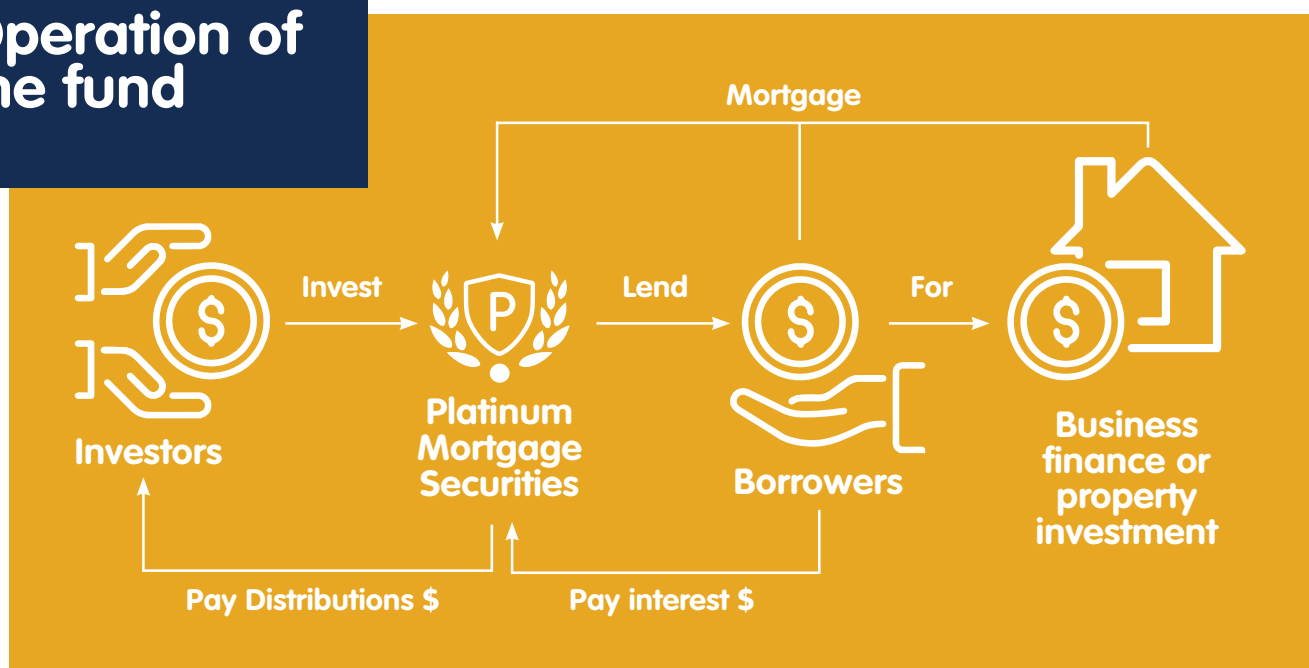 peration of
he fund
Mortgage
Invest
Lend
For
$
P
$
$
Investors
Platinum
Mortgage
Securities
Borrowers
Business
finance or
property
investment
Pay Distributions $
Pay interest $